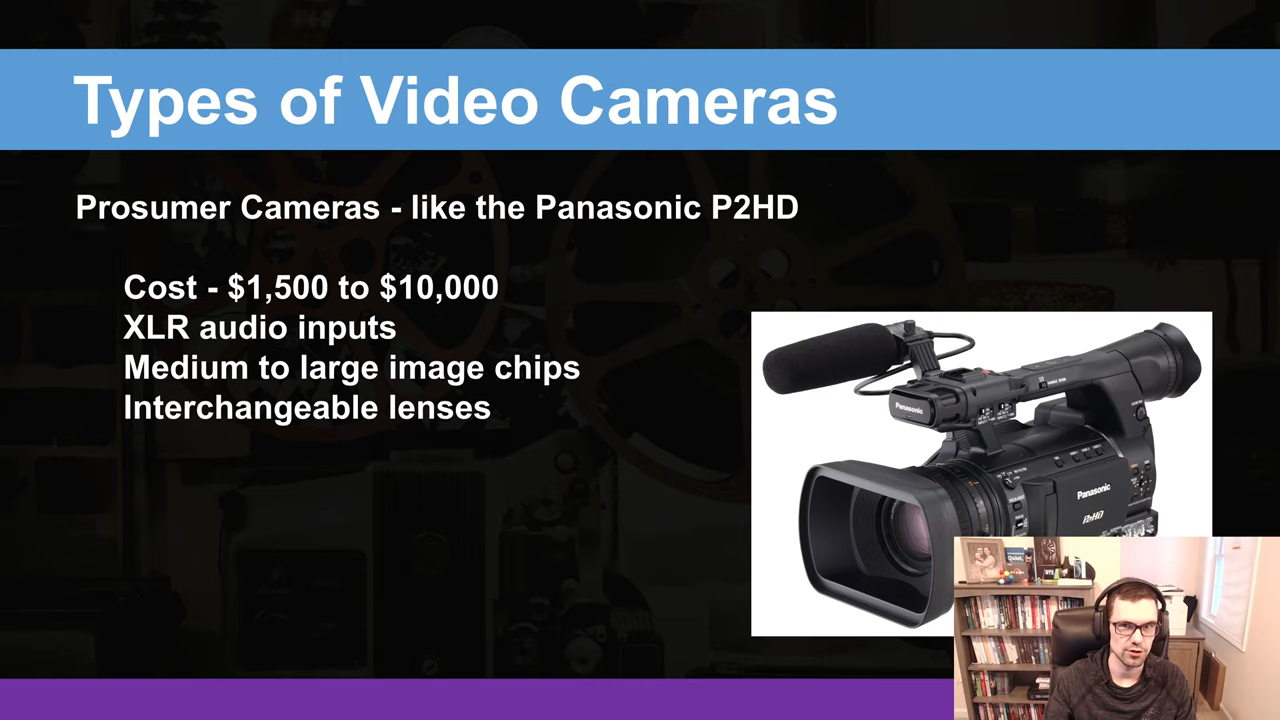 Types of Video Cameras
Prosumer Cameras - like the Panasonic P2HD
Cost - $1,500 to $10,000
XLR audio inputs
Medium to large image chips
Interchangeable lenses
Panasonic
Panasonic
P2HD
Quiet,